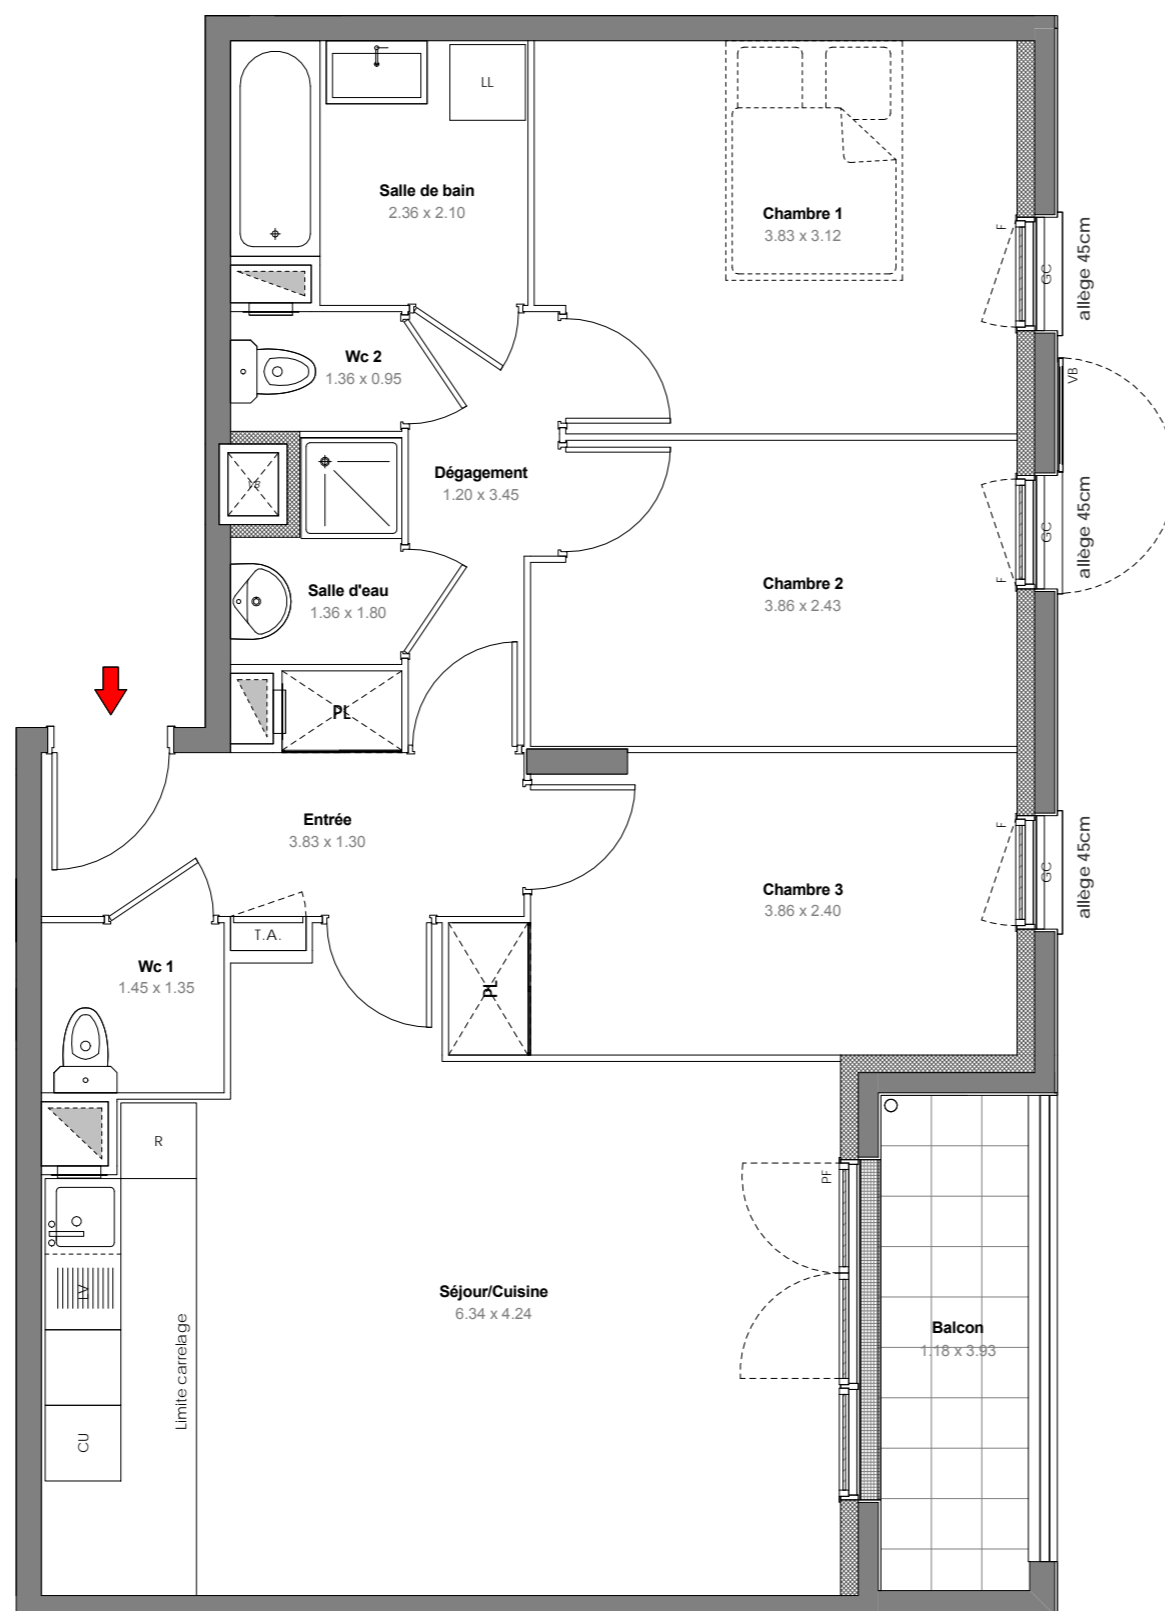 LL
Salle de bain
2.36 x 2.10
Chambre 1
3.83 x 3.12
F
GC
allège 45cm
Wc 2
1.36 x 0.95
VB
Dégagement
1.20 x 3.45
GC
allège 45cm
F
Salle d'eau
1.36 x 1.80
Chambre 2
3.86 x 2.43
PL
Entrée
3.83 x 1.30
F
GC
allège 45cm
Chambre 3
3.86 x 2.40
T.A.
Wc 1
1.45 x 1.35
PL
R
PF
LV
Séjour/Cuisine
6.34 x 4.24
Balcon
1.18 x 3.93
Limite carrelage
CU